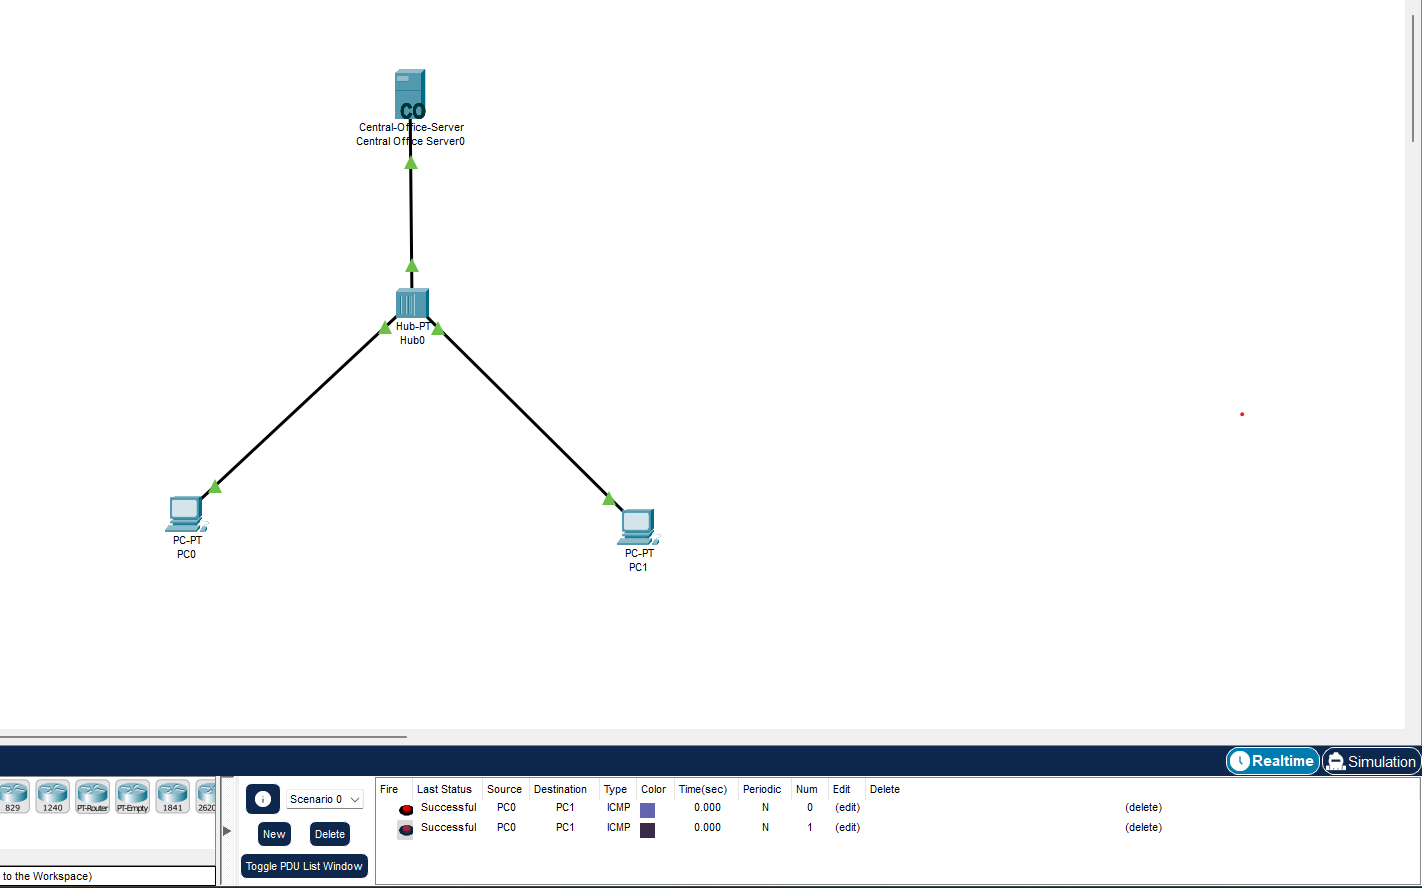 CO
Central-Office-Server
Central Office Server0
Hub-PT
Hub0
PC-PT
PC0
PC-PT
PC1
Realtime
Simulation
829
1240
PT-Router
PT-Empty
1841
2620
to the Workspace)
i
Scenario 0
New
Delete
Toggle PDU List Window
Fire Last Status Source Destination Type Color Time(sec) Periodic Num Edit Delete
Successful PC0 PC1 ICMP 0.000 N 0 (edit) (delete)
Successful PC0 PC1 ICMP 0.000 N 1 (edit) (delete)